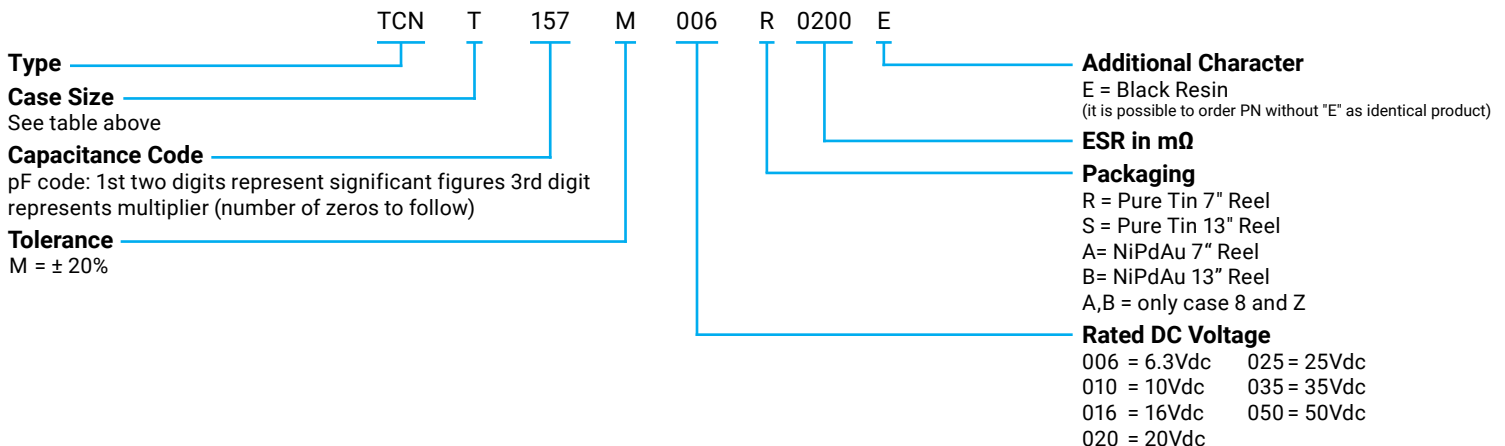 TCN T 157 M 006 R 0200 E
Type
Case Size
See table above
Capacitance Code
pF code: 1st two digits represent significant figures 3rd digit
represents multiplier (number of zeros to follow)
Tolerance
M = ± 20%
Additional Character
E = Black Resin
(it is possible to order PN without "E" as identical product)
ESR in mΩ
Packaging
R = Pure Tin 7" Reel
S = Pure Tin 13" Reel
A= NiPdAu 7“ Reel
B= NiPdAu 13” Reel
A,B = only case 8 and Z
Rated DC Voltage
006 = 6.3Vdc 025 = 25Vdc
010 = 10Vdc 035 = 35Vdc
016 = 16Vdc 050 = 50Vdc
020 = 20Vdc